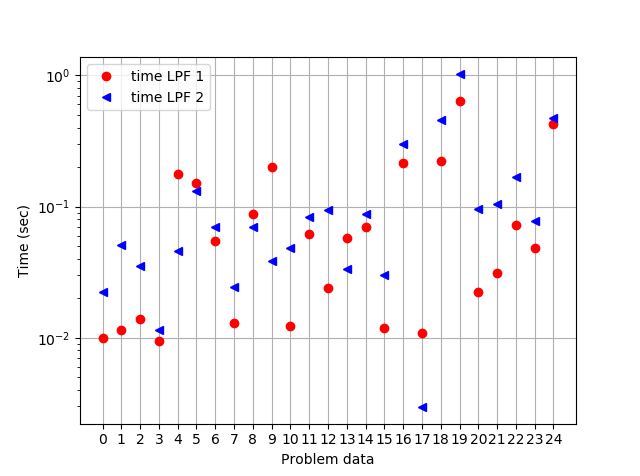 time LPF 1
time LPF 2
10⁰
10⁻¹
10⁻²
Time (sec)
0 1 2 3 4 5 6 7 8 9 10 11 12 13 14 15 16 17 18 19 20 21 22 23 24
Problem data